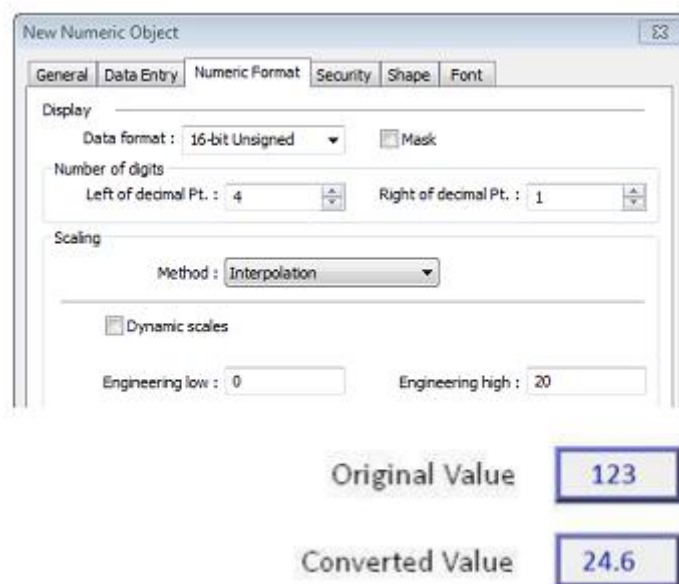 New Numeric Object
General Data Entry Numeric Format Security Shape Font
Display
Data format : 16-bit Unsigned Mask
Number of digits
Left of decimal Pt. : 4 Right of decimal Pt. : 1
Scaling
Method : Interpolation
Dynamic scales
Engineering low : 0 Engineering high : 20
Original Value 123
Converted Value 24.6